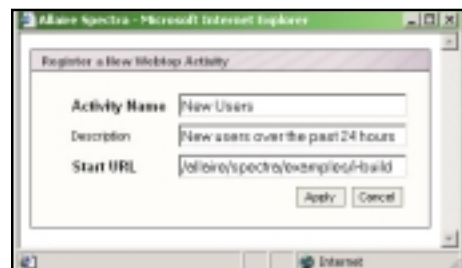 Allaire Spectra - Microsoft Internet Explorer
Register a New Webtop Activity
Activity Name New Users
Description New users over the past 24 hours
Start URL /allaire/spectra/examples/i-build
Apply Cancel
Internet